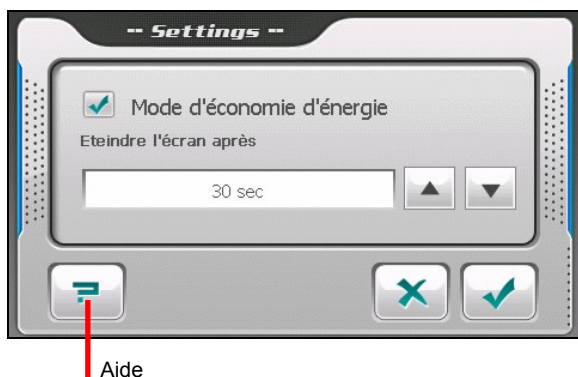 -- Settings --
Mode d'économie d'énergie
Eteindre l'écran après
30 sec
Aide